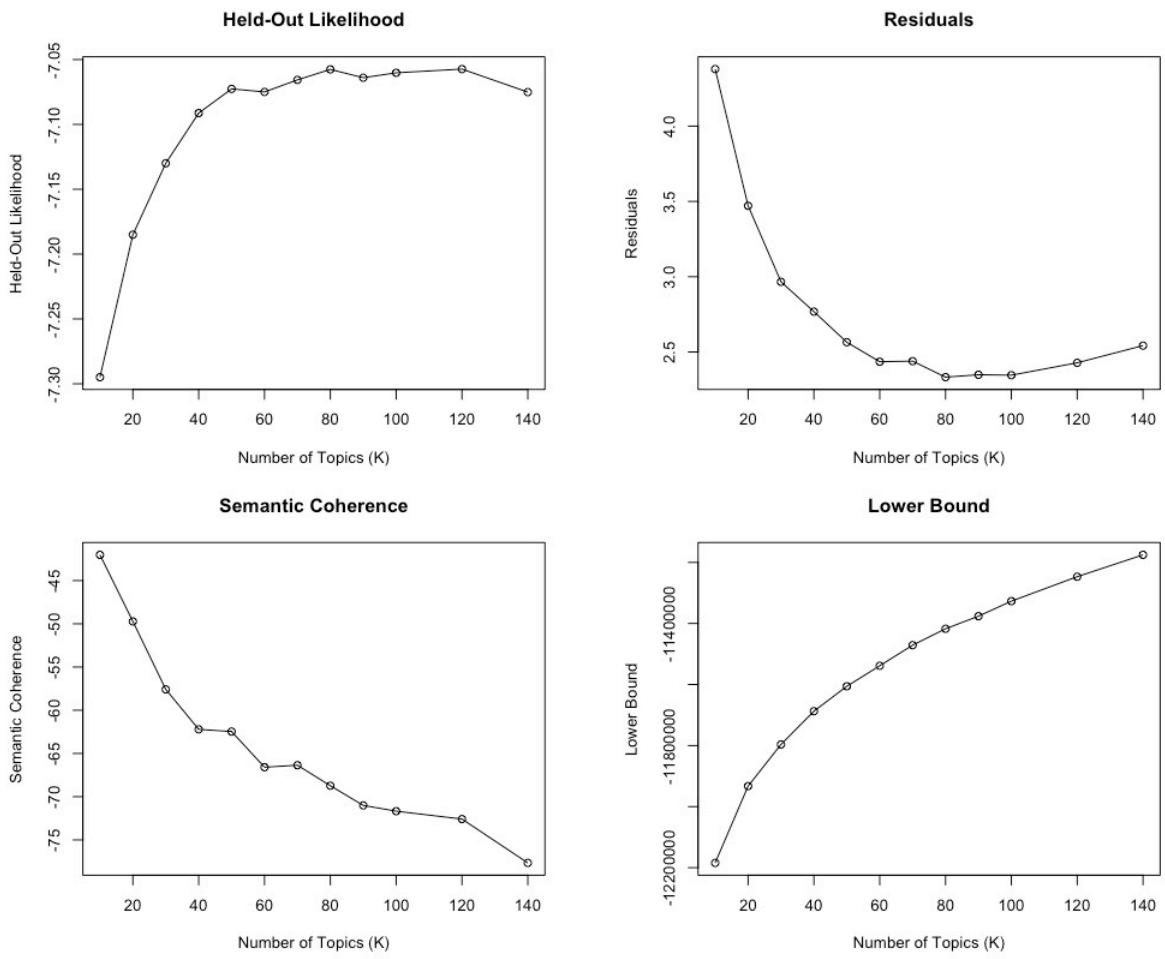 Held-Out Likelihood
Held-Out Likelihood
-7.05
-7.10
-7.15
-7.20
-7.25
-7.30
20 40 60 80 100 120 140
Number of Topics (K)
Residuals
Residuals
4.0
3.5
3.0
2.5
20 40 60 80 100 120 140
Number of Topics (K)
Semantic Coherence
Semantic Coherence
-45
-50
-55
-60
-65
-70
-75
20 40 60 80 100 120 140
Number of Topics (K)
Lower Bound
Lower Bound
-11400000
-11800000
-12200000
20 40 60 80 100 120 140
Number of Topics (K)